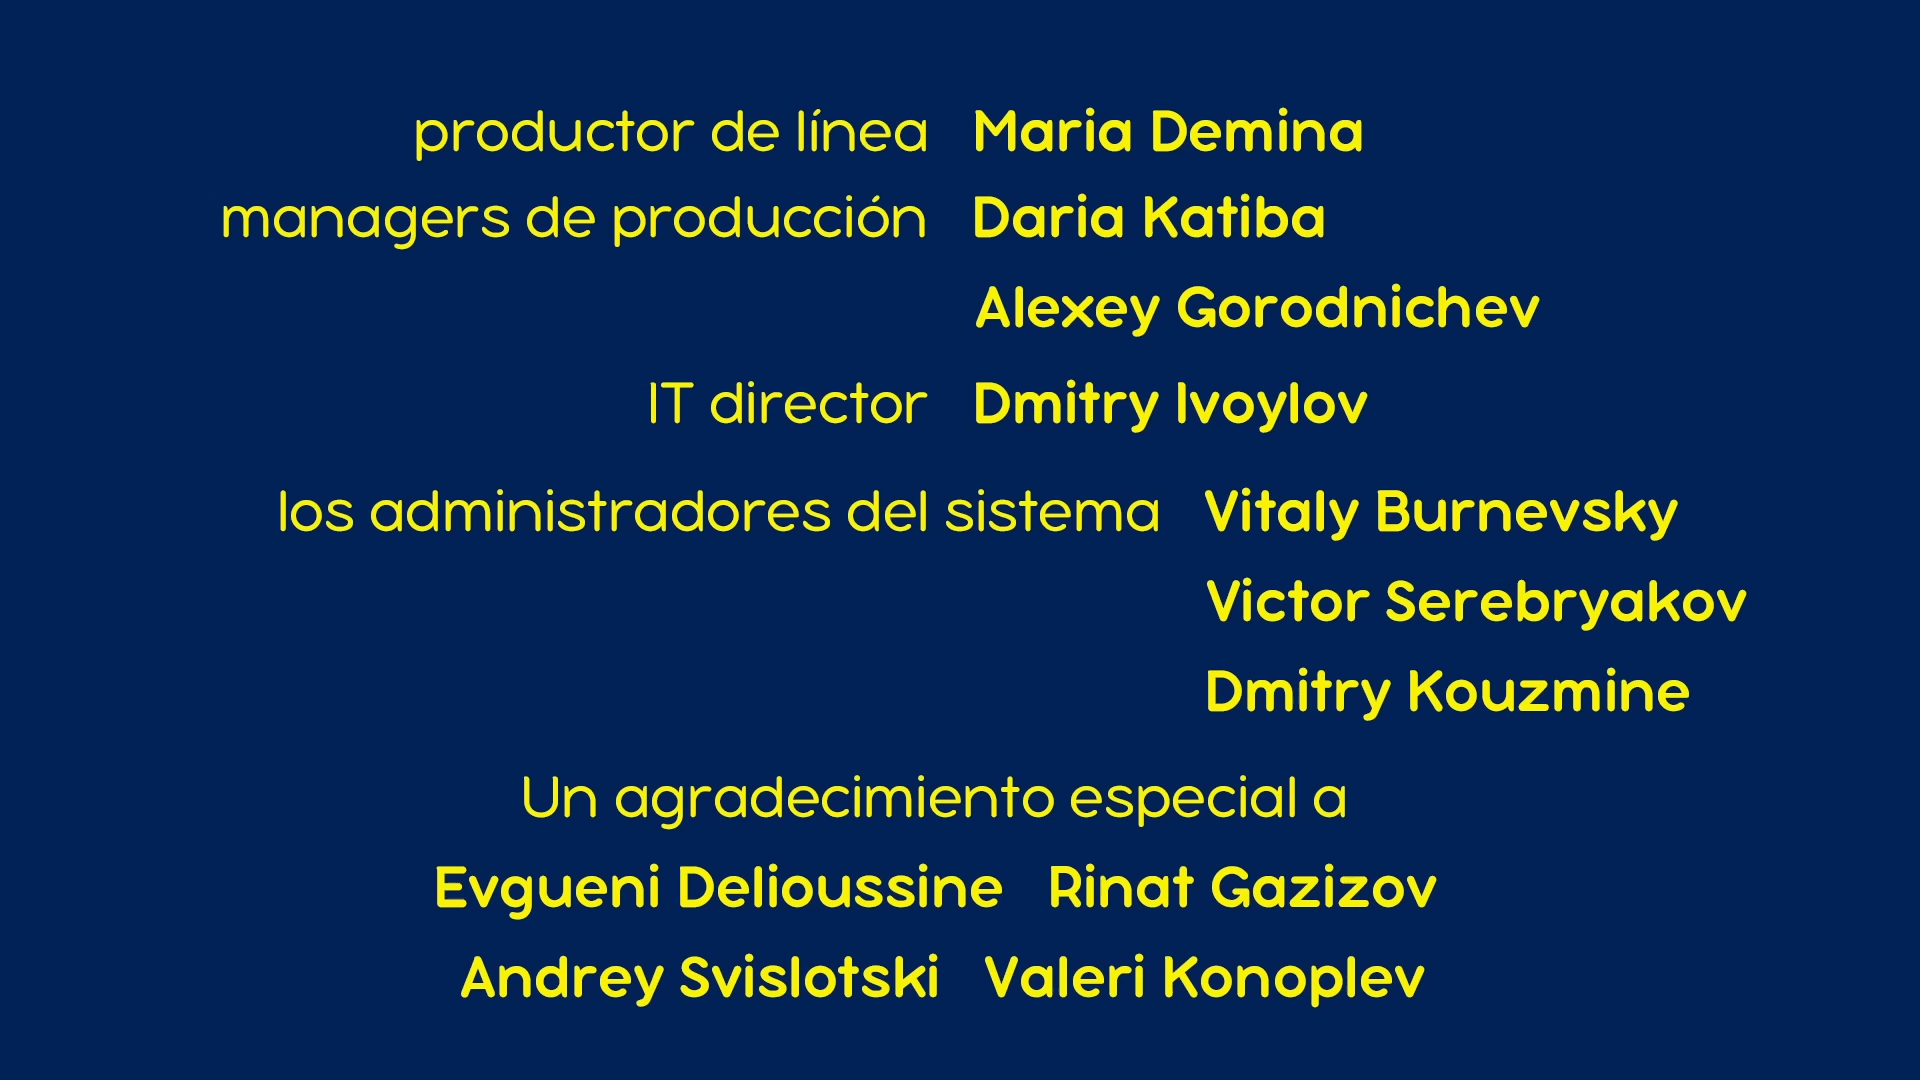 productor de línea Maria Demina
managers de producción Daria Katiba
Alexey Gorodnichev
IT director Dmitry Ivoylov
los administradores del sistema Vitaly Burnevsky
Victor Serebryakov
Dmitry Kouzmine
Un agradecimiento especial a
Evgueni Delioussine Rinat Gazizov
Andrey Svislotski Valeri Konoplev